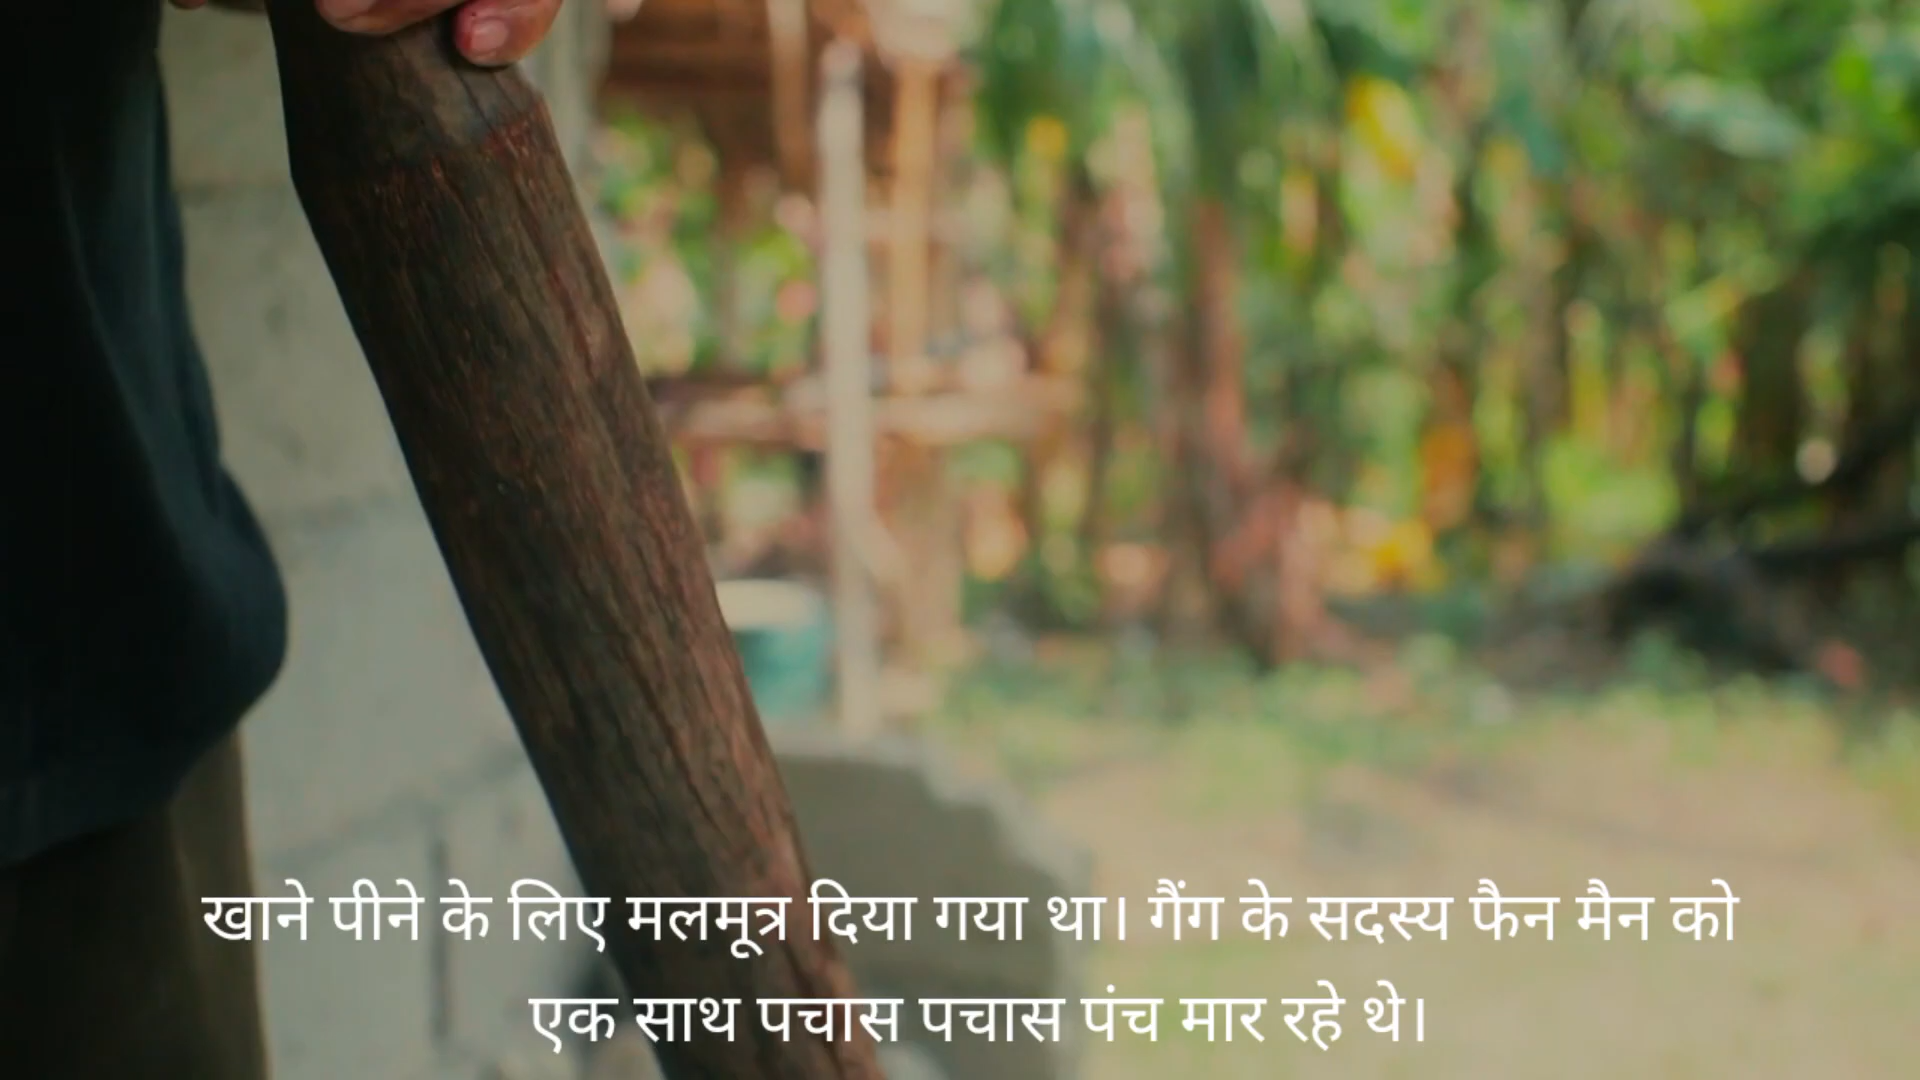 खाने पीने के लिए मलमूत्र दिया गया था। गैंग के सदस्य फैन मैन को
एक साथ पचास पचास पंच मार रहे थे।